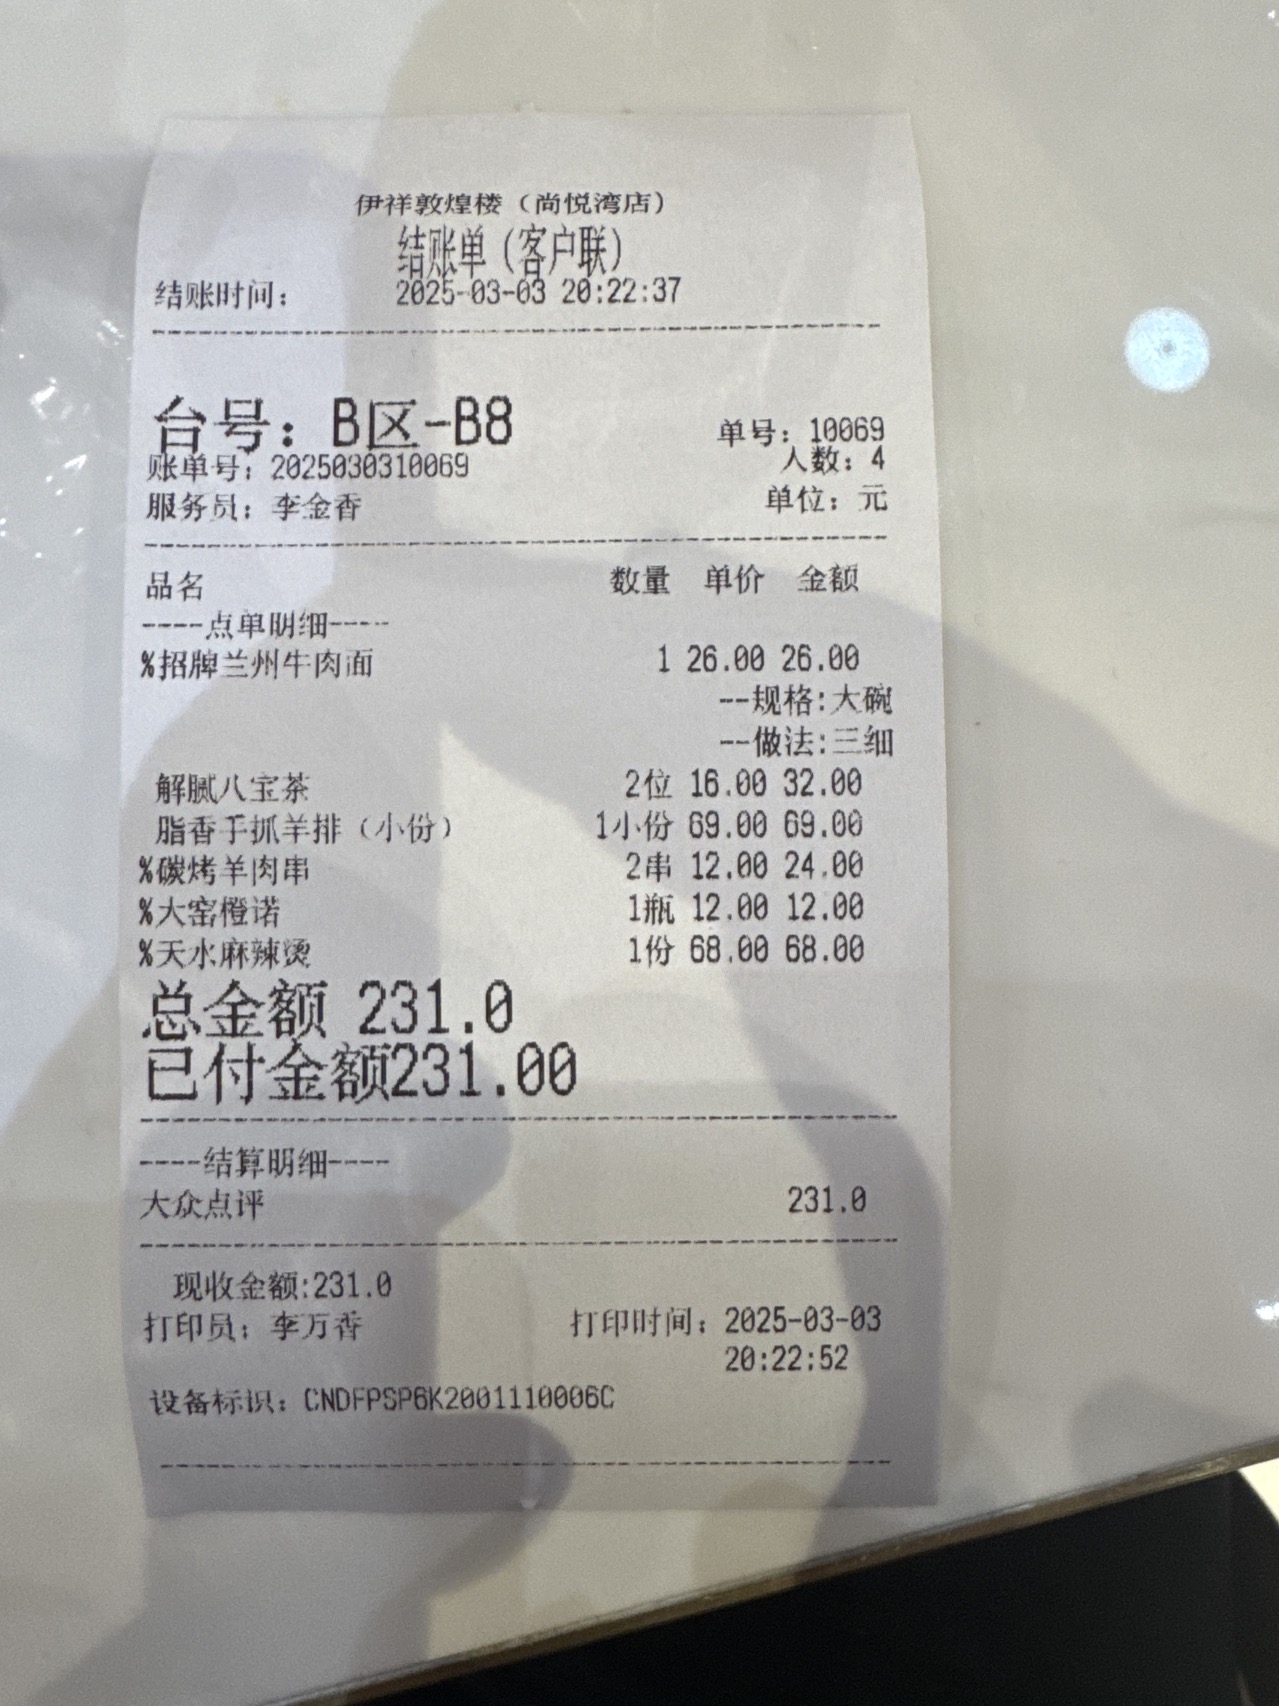 伊祥敦煌楼（尚悦湾店）
结账单（客户联）
结账时间： 2025-03-03 20:22:37
台号：B区-B8
单号：10069
账单号：2025030310069
人数：4
服务员：李金香
单位：元
品名 数量 单价 金额
----点单明细----
%招牌兰州牛肉面 1 26.00 26.00
--规格:大碗
--做法:三细
解腻八宝茶 2位 16.00 32.00
脂香手抓羊排（小份） 1小份 69.00 69.00
%碳烤羊肉串 2串 12.00 24.00
%大窑橙诺 1瓶 12.00 12.00
%天水麻辣烫 1份 68.00 68.00
总金额 231.0
已付金额231.00
----结算明细----
大众点评 231.0
现收金额:231.0
打印员：李万香 打印时间：2025-03-03
20:22:52
设备标识：CNDFPSP6K2001110006C